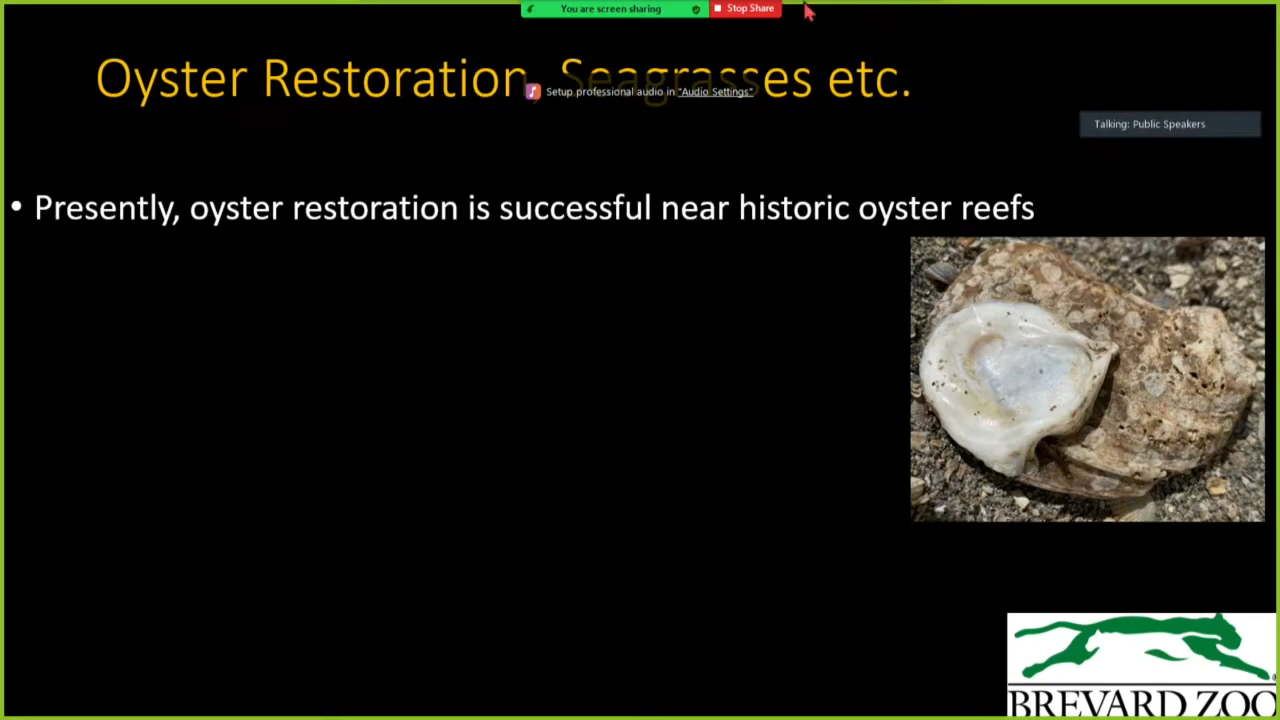 You are screen sharing
Stop Share
Oyster Restoration, Seagrasses etc.
Setup professional audio in "Audio Settings"
Talking: Public Speakers
• Presently, oyster restoration is successful near historic oyster reefs
BREVARD ZOO